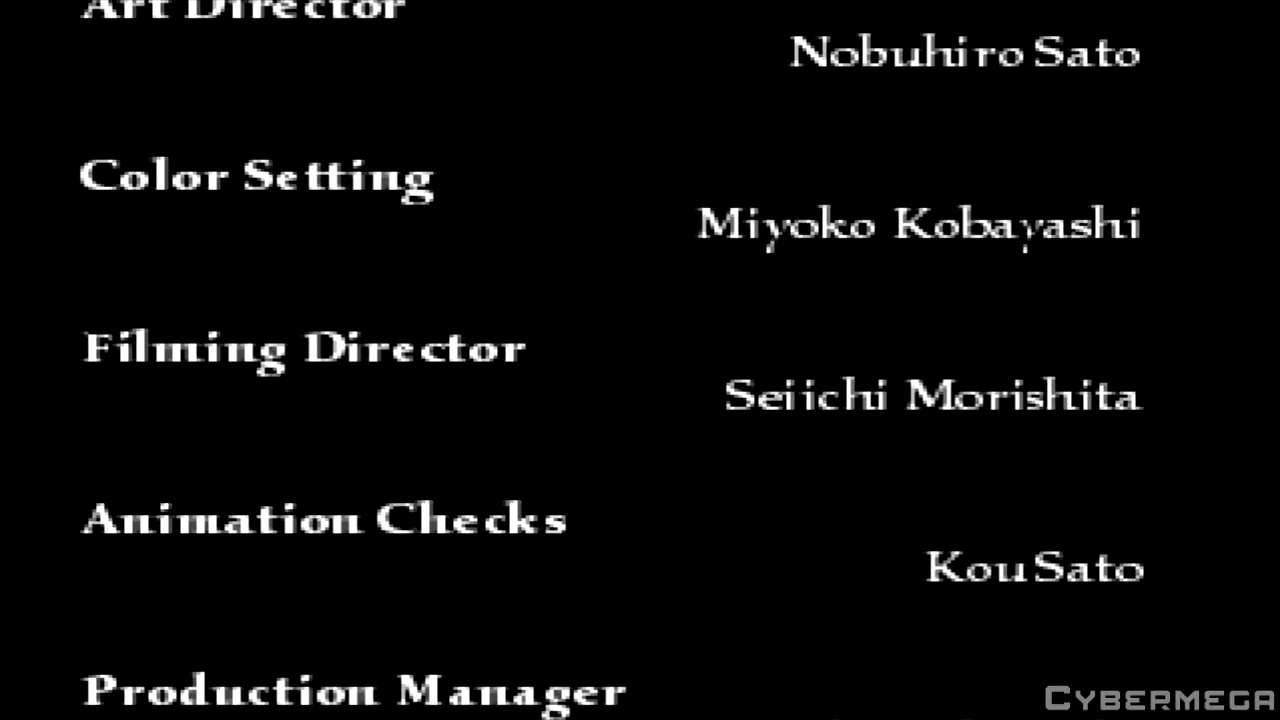 Art Director
Nobuhiro Sato
Color Setting
Miyoko Kobayashi
Filming Director
Seiichi Morishita
Animation Checks
Kou Sato
Production Manager
CYBERMEGA